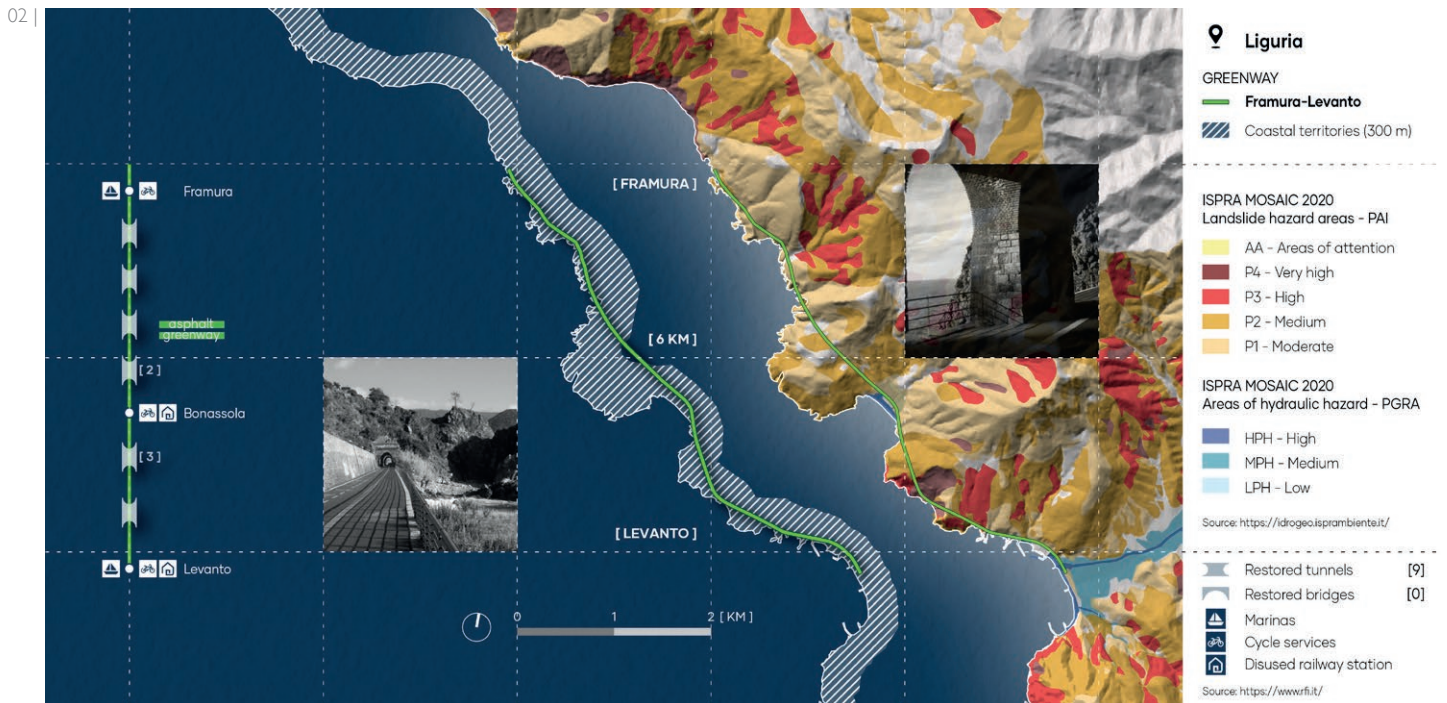 02 |
Framura
asphalt
greenway
[ 2 ]
Bonassola
[ 3 ]
Levanto
[ FRAMURA ]
[ 6 KM ]
[ LEVANTO ]
0 1 2 [ KM ]
Liguria
GREENWAY
Framura-Levanto
Coastal territories (300 m)
ISPRA MOSAIC 2020
Landslide hazard areas - PAI
AA - Areas of attention
P4 - Very high
P3 - High
P2 - Medium
P1 - Moderate
ISPRA MOSAIC 2020
Areas of hydraulic hazard - PGRA
HPH - High
MPH - Medium
LPH - Low
Source: https://idrogeo.isprambiente.it/
Restored tunnels [9]
Restored bridges [0]
Marinas
Cycle services
Disused railway station
Source: https://www.rfi.it/